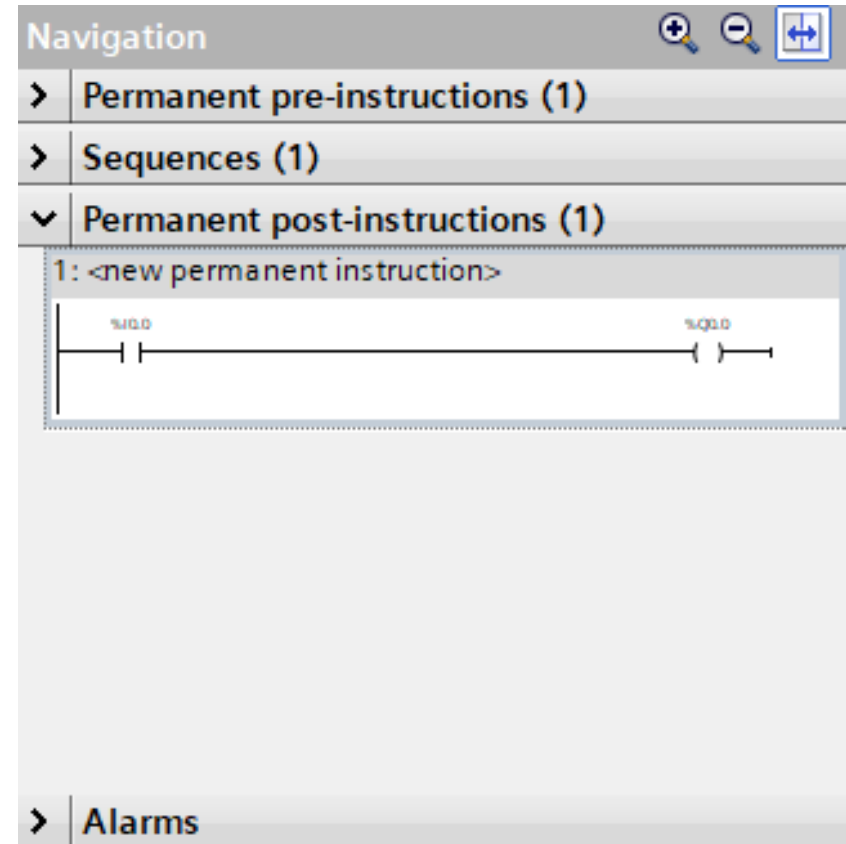 Navigation
Permanent pre-instructions (1)
Sequences (1)
Permanent post-instructions (1)
1: <new permanent instruction>
%I0.0 %Q0.0
Alarms